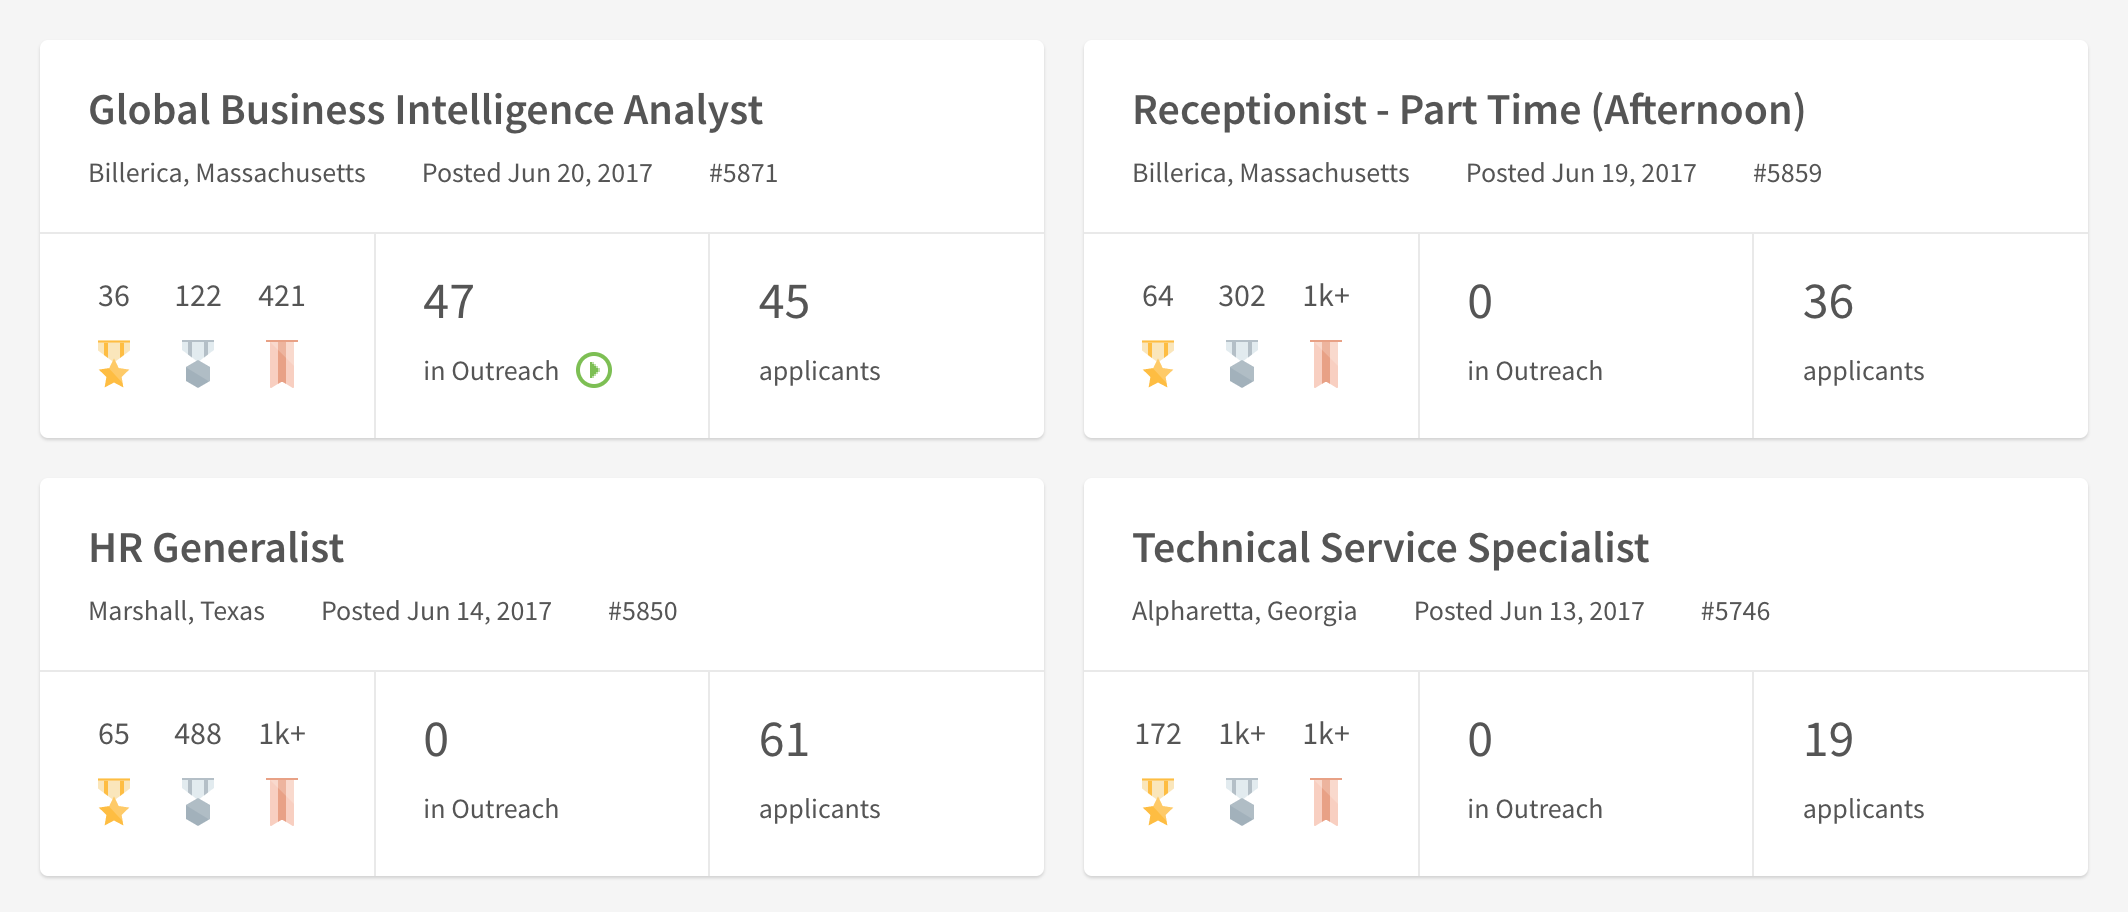 Global Business Intelligence Analyst
Billerica, Massachusetts Posted Jun 20, 2017 #5871
36 122 421
47
in Outreach
45
applicants
Receptionist - Part Time (Afternoon)
Billerica, Massachusetts Posted Jun 19, 2017 #5859
64 302 1k+
0
in Outreach
36
applicants
HR Generalist
Marshall, Texas Posted Jun 14, 2017 #5850
65 488 1k+
0
in Outreach
61
applicants
Technical Service Specialist
Alpharetta, Georgia Posted Jun 13, 2017 #5746
172 1k+ 1k+
0
in Outreach
19
applicants